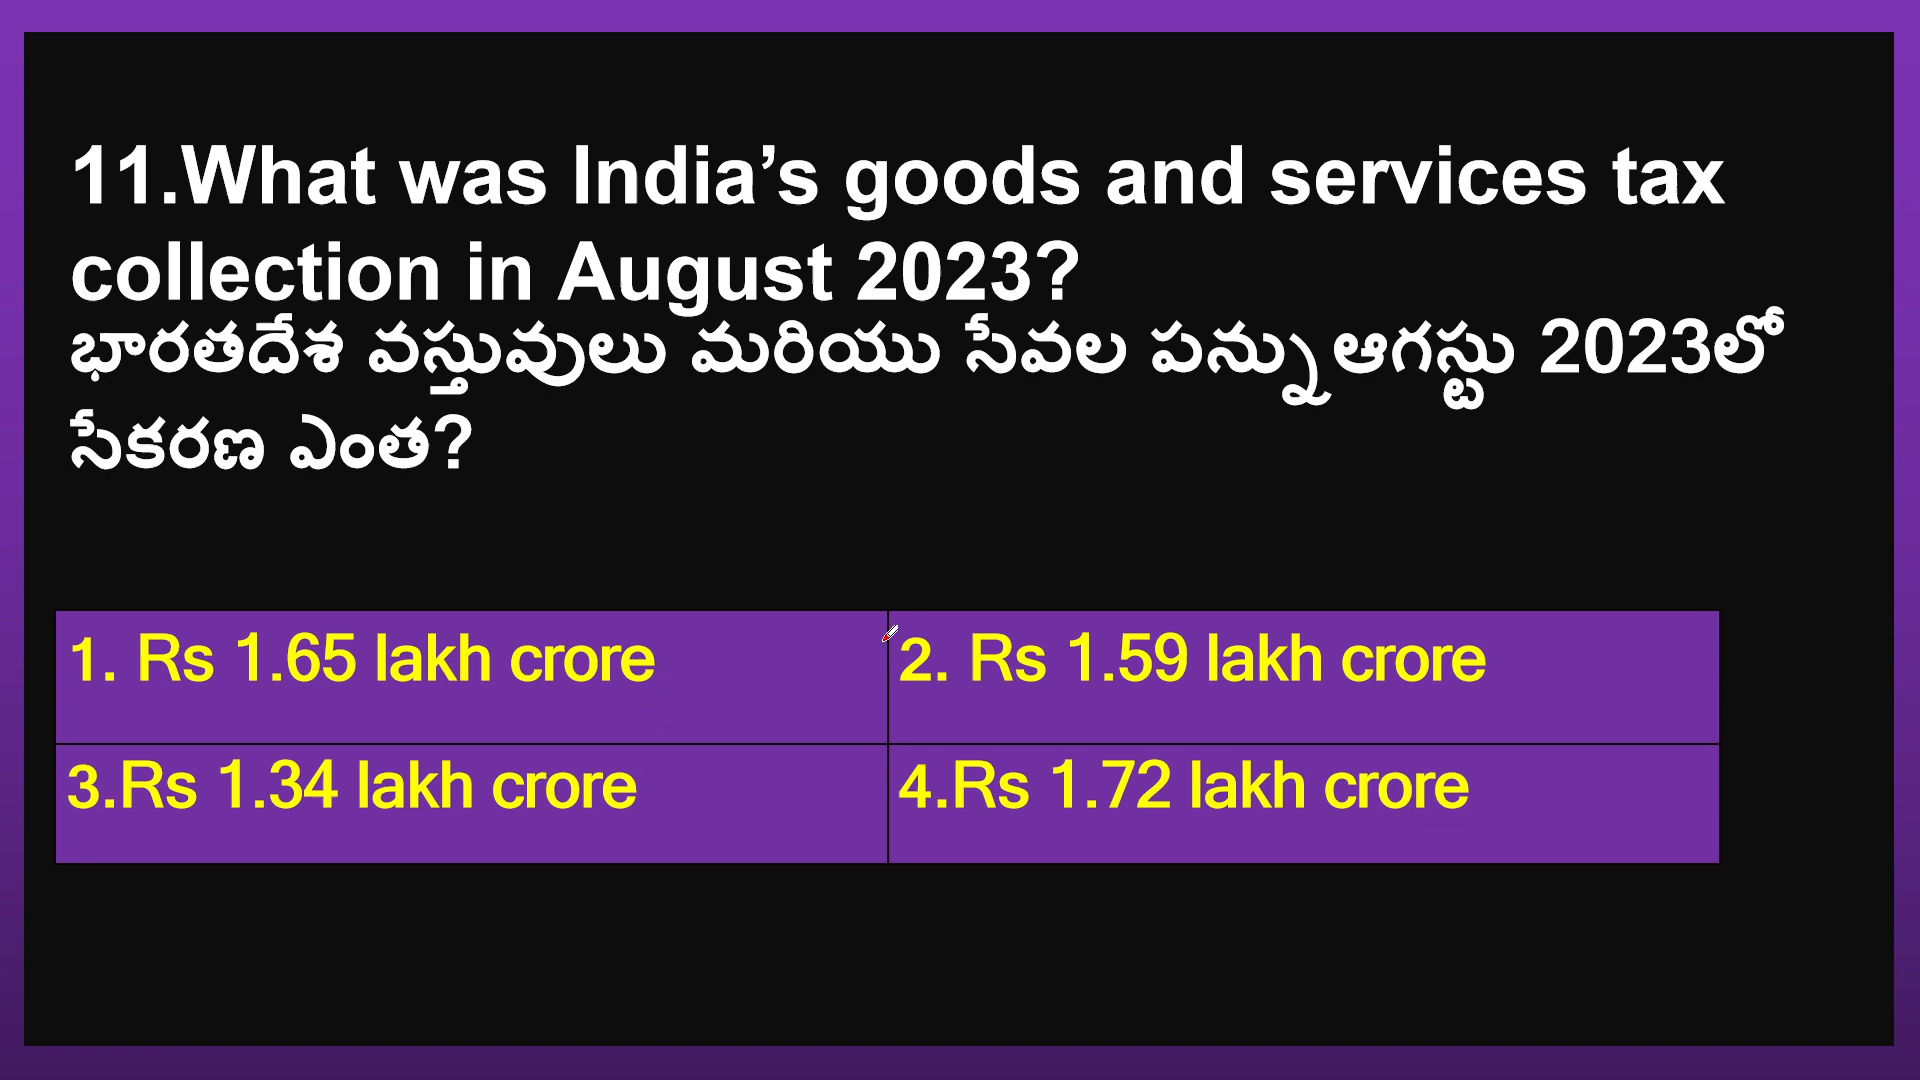 11.What was India’s goods and services tax
collection in August 2023?
భారతదేశ వస్తువులు మరియు సేవల పన్ను ఆగస్టు 2023లో
సేకరణ ఎంత?
1. Rs 1.65 lakh crore
2. Rs 1.59 lakh crore
3.Rs 1.34 lakh crore
4.Rs 1.72 lakh crore